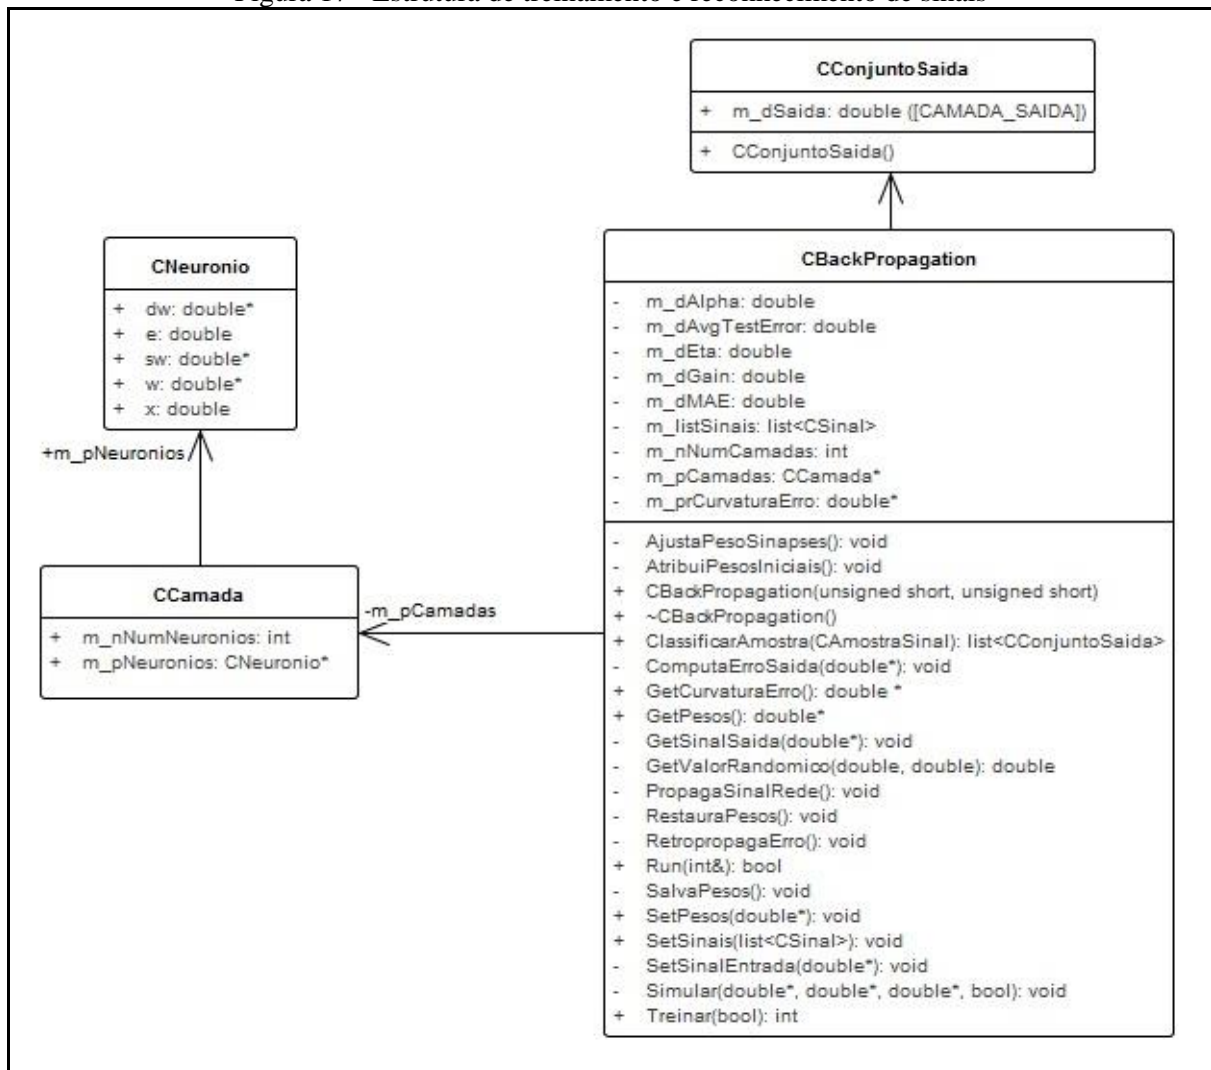 CConjuntoSaida
+ m_dSaida: double ([CAMADA_SAIDA])
+ CConjuntoSaida()
CNeuronio
+ dw: double*
+ e: double
+ sw: double*
+ w: double*
+ x: double
+m_pNeuronios
CCamada
+ m_nNumNeuronios: int
+ m_pNeuronios: CNeuronio*
-m_pCamadas
CBackPropagation
- m_dAlpha: double
- m_dAvgTestError: double
- m_dEta: double
- m_dGain: double
- m_dMAE: double
- m_listSinais: list<CSinal>
- m_nNumCamadas: int
- m_pCamadas: CCamada*
- m_prCurvaturaErro: double*
- AjustaPesoSinapses(): void
- AtribuiPesosIniciais(): void
+ CBackPropagation(unsigned short, unsigned short)
+ ~CBackPropagation()
+ ClassificarAmostra(CAmostraSinal): list<CConjuntoSaida>
- ComputaErroSaida(double*): void
+ GetCurvaturaErro(): double *
+ GetPesos(): double*
- GetSinalSaida(double*): void
- GetValorRandomico(double, double): double
- PropagaSinalRede(): void
- RestauraPesos(): void
- RetropropagaErro(): void
+ Run(int&): bool
- SalvaPesos(): void
+ SetPesos(double*): void
+ SetSinais(list<CSinal>): void
- SetSinalEntrada(double*): void
- Simular(double*, double*, double*, bool): void
+ Treinar(bool): int